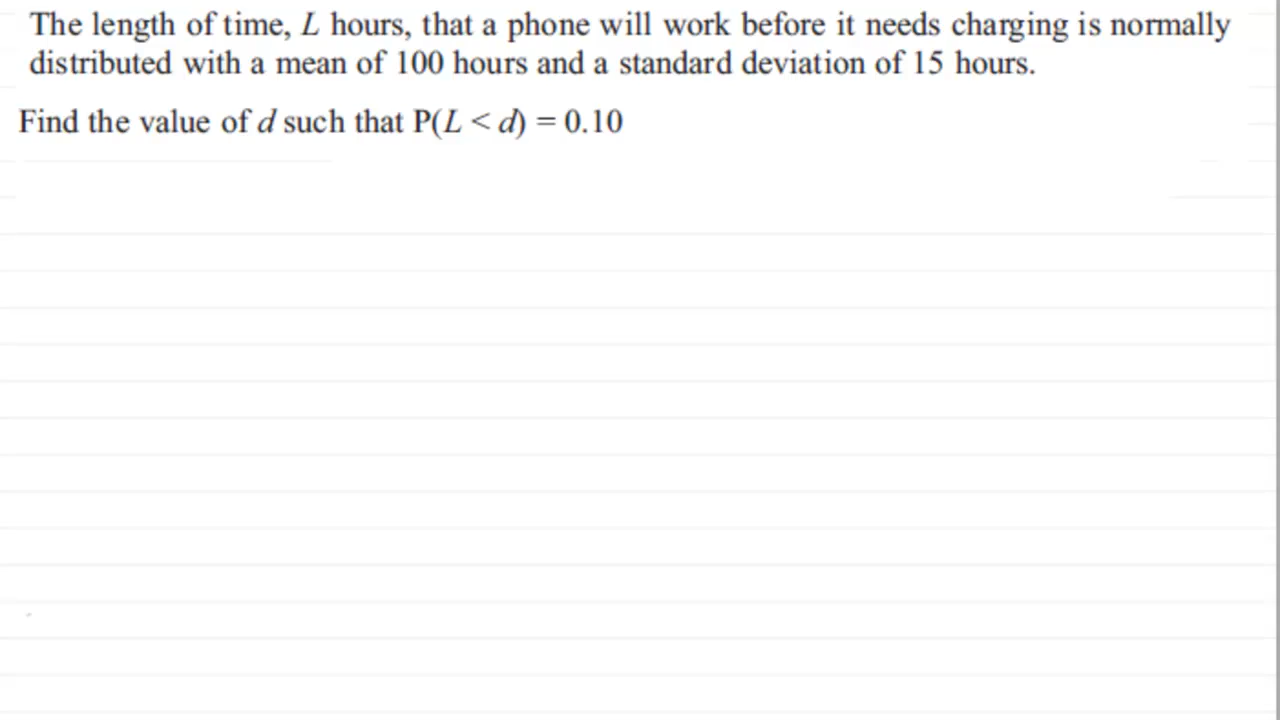 The length of time, L hours, that a phone will work before it needs charging is normally
distributed with a mean of 100 hours and a standard deviation of 15 hours.
Find the value of d such that P(L < d) = 0.10